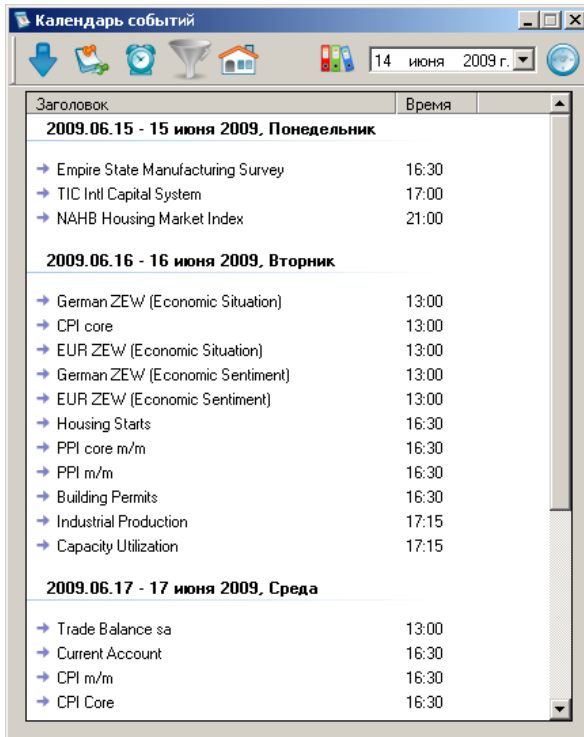 Календарь событий
14 июня 2009 г.
Заголовок Время
2009.06.15 - 15 июня 2009, Понедельник
Empire State Manufacturing Survey 16:30
TIC Intl Capital System 17:00
NAHB Housing Market Index 21:00
2009.06.16 - 16 июня 2009, Вторник
German ZEW (Economic Situation) 13:00
CPI core 13:00
EUR ZEW (Economic Situation) 13:00
German ZEW (Economic Sentiment) 13:00
EUR ZEW (Economic Sentiment) 13:00
Housing Starts 16:30
PPI core m/m 16:30
PPI m/m 16:30
Building Permits 16:30
Industrial Production 17:15
Capacity Utilization 17:15
2009.06.17 - 17 июня 2009, Среда
Trade Balance sa 13:00
Current Account 16:30
CPI m/m 16:30
CPI Core 16:30